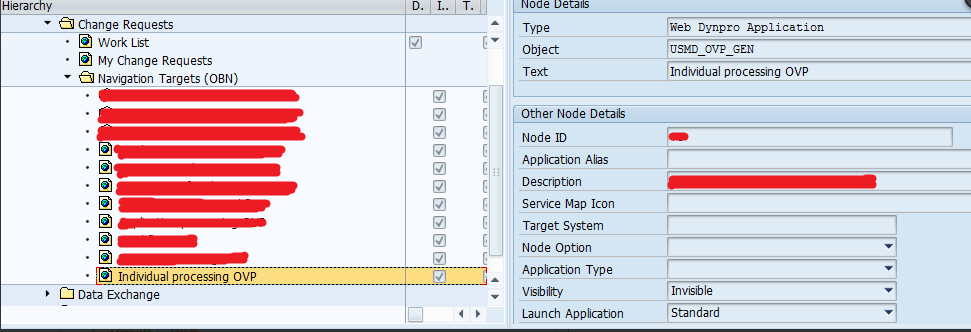 Hierarchy
D. I.. T.
Change Requests
Work List
My Change Requests
Navigation Targets (OBN)
Individual processing OVP
Data Exchange
Node Details
Type Web Dynpro Application
Object USMD_OVP_GEN
Text Individual processing OVP
Other Node Details
Node ID
Application Alias
Description
Service Map Icon
Target System
Node Option
Application Type
Visibility Invisible
Launch Application Standard